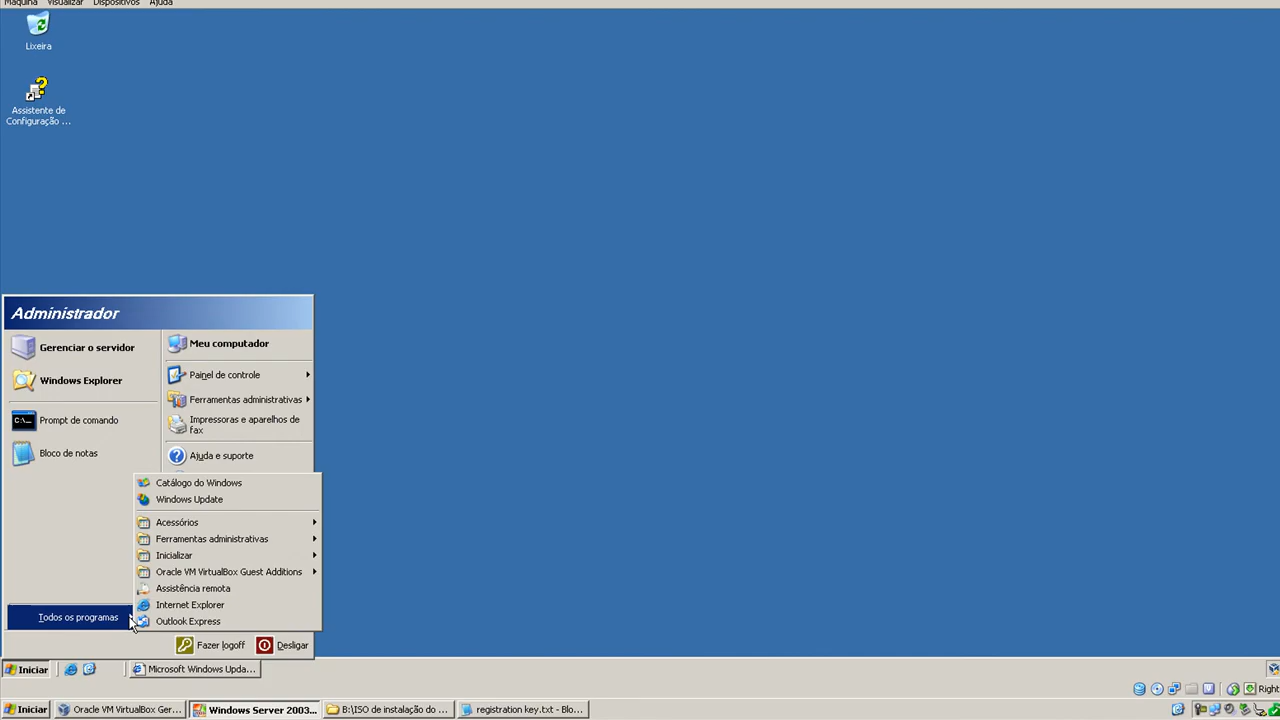 Máquina Visualizar Dispositivos Ajuda
Lixeira
Assistente de
Configuração ...
Administrador
Gerenciar o servidor
Windows Explorer
Prompt de comando
Bloco de notas
Meu computador
Painel de controle
Ferramentas administrativas
Impressoras e aparelhos de
fax
Ajuda e suporte
Catálogo do Windows
Windows Update
Acessórios
Ferramentas administrativas
Inicializar
Oracle VM VirtualBox Guest Additions
Assistência remota
Internet Explorer
Outlook Express
Todos os programas
Fazer logoff Desligar
Iniciar Microsoft Windows Upda...
Right
Iniciar Oracle VM VirtualBox Ger... Windows Server 2003... B:\ISO de instalação do ... registration key.txt - Blo...